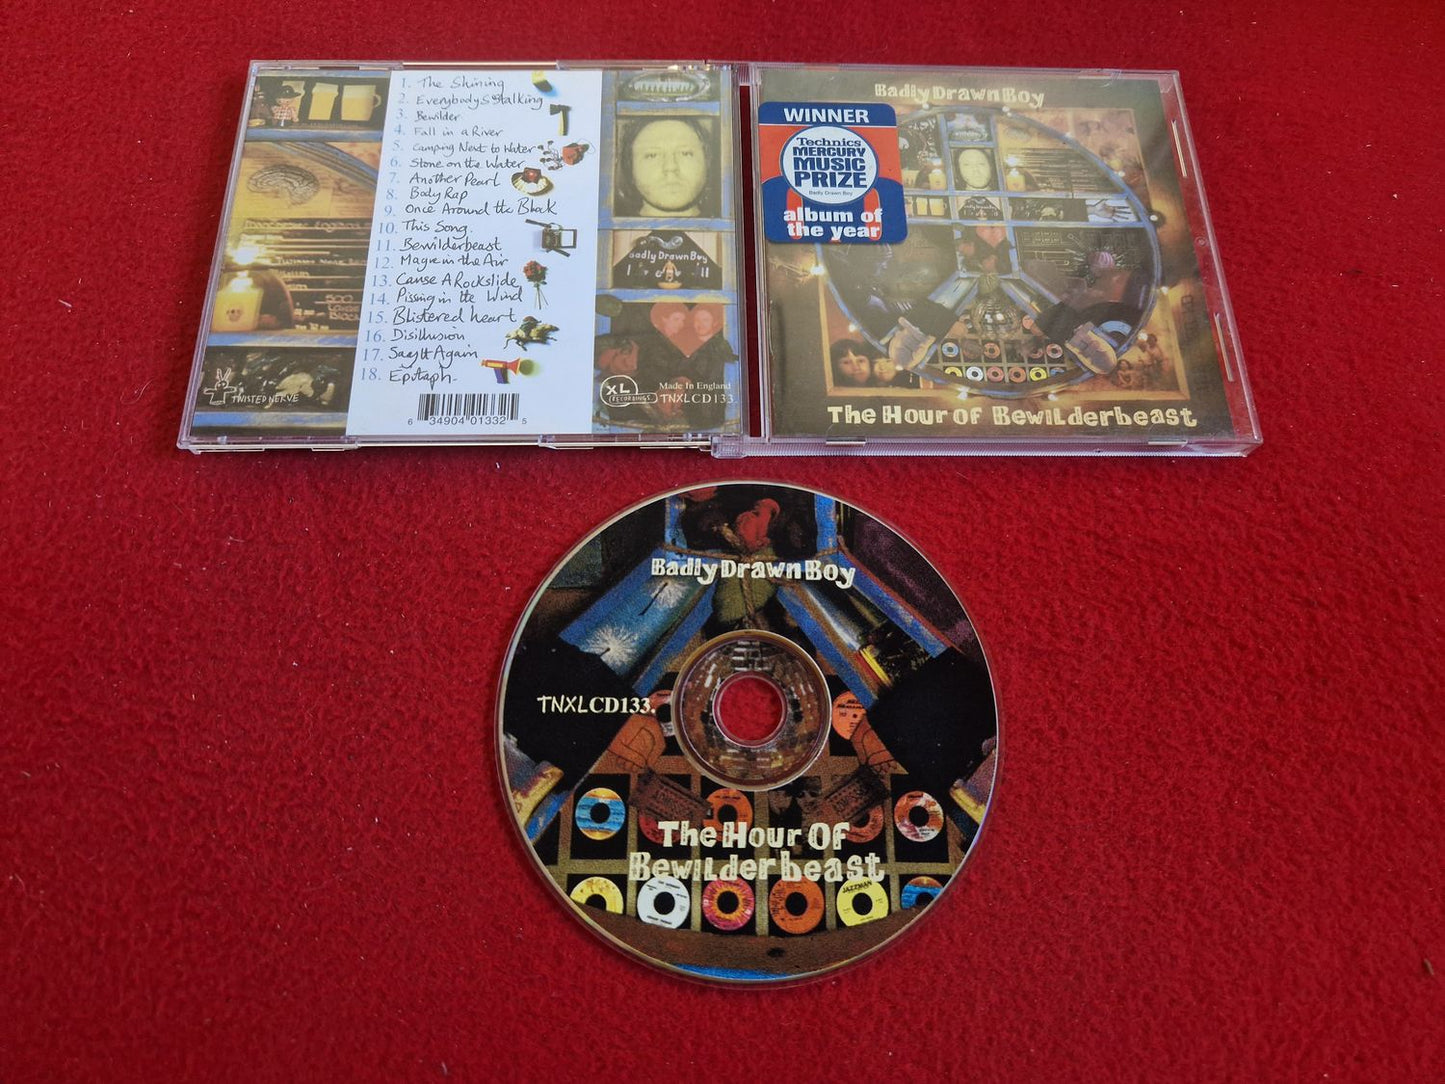 1. The Shining
2. Everybodys Stalking
3. Bewilder
4. Fall in a River
5. Camping Next to Water
6. Stone on the Water
7. Another Pearl
8. Body Rap
9. Once Around the Block
10. This Song.
11. Bewilderbeast
12. Magic in the Air
13. Cause A Rockslide
14. Pissing in the Wind
15. Blistered heart
16. Disillusion
17. Say It Again
18. Epitaph.
TWISTED NERVE
6 34904 01332 5
Badly Drawn Boy
XL
RECORDINGS
Made In England
TNXLCD133
Badly Drawn Boy
WINNER
Technics
MERCURY
MUSIC
PRIZE
Badly Drawn Boy
album of
the year
The Hour Of Bewilderbeast
Badly Drawn Boy
TNXLCD133.
The Hour Of
Bewilderbeast
JAZZMAN